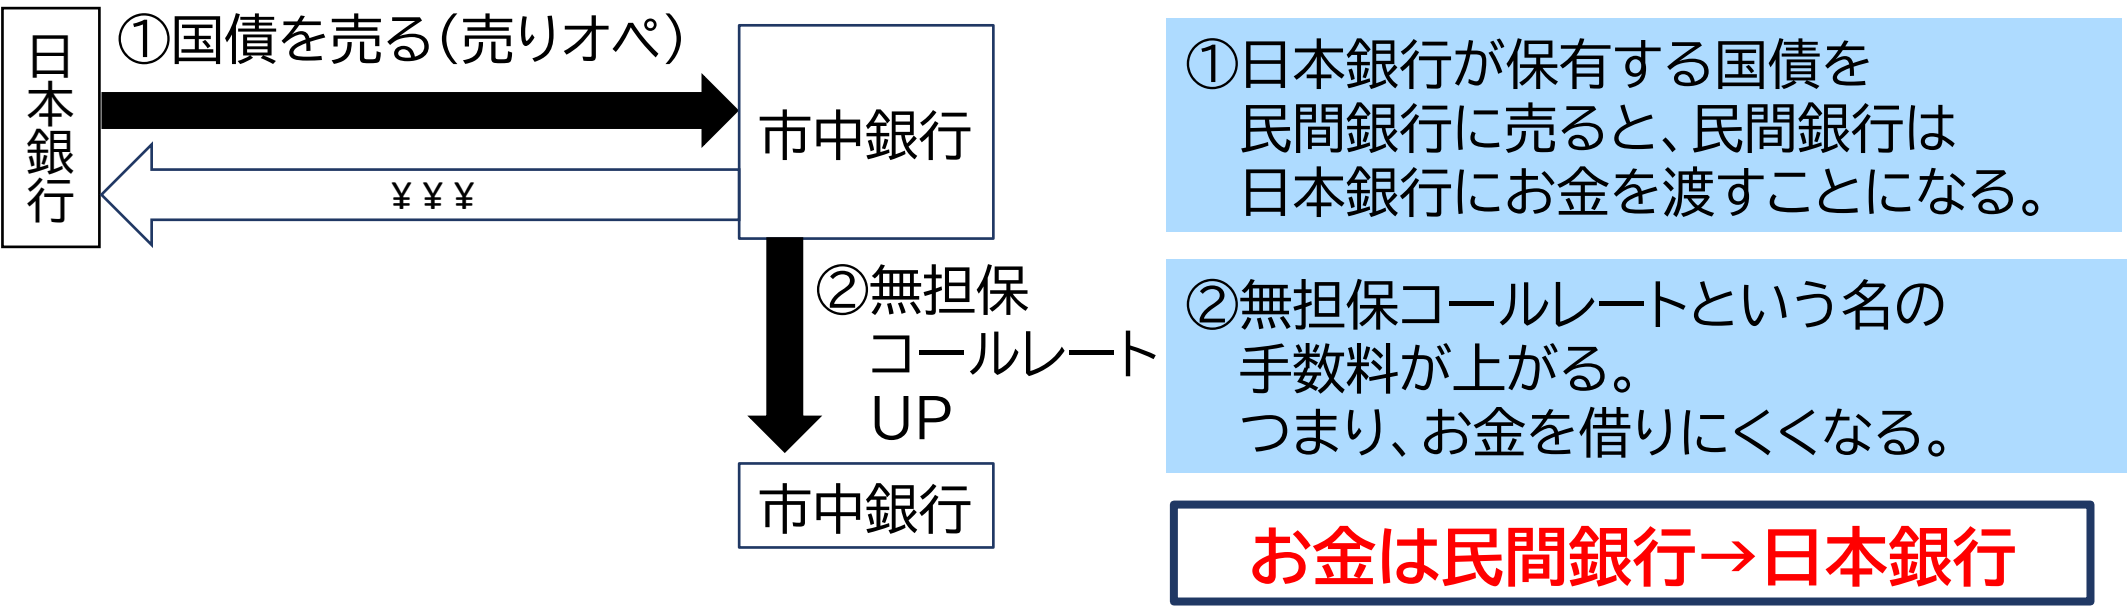 日本銀行
①国債を売る（売りオペ）
¥¥¥
市中銀行
②無担保
コールレート
UP
市中銀行
①日本銀行が保有する国債を
民間銀行に売ると、民間銀行は
日本銀行にお金を渡すことになる。
②無担保コールレートという名の
手数料が上がる。
つまり、お金を借りにくくなる。
お金は民間銀行→日本銀行